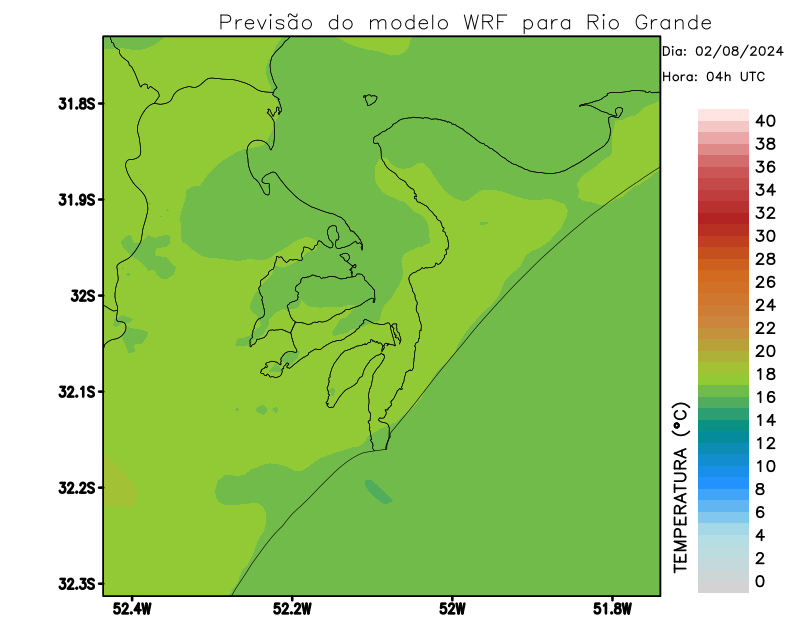 Previsão do modelo WRF para Rio Grande
Dia: 02/08/2024
Hora: 04h UTC
31.8S
31.9S
32S
32.1S
32.2S
32.3S
52.4W
52.2W
52W
51.8W
TEMPERATURA (°C)
40
38
36
34
32
30
28
26
24
22
20
18
16
14
12
10
8
6
4
2
0